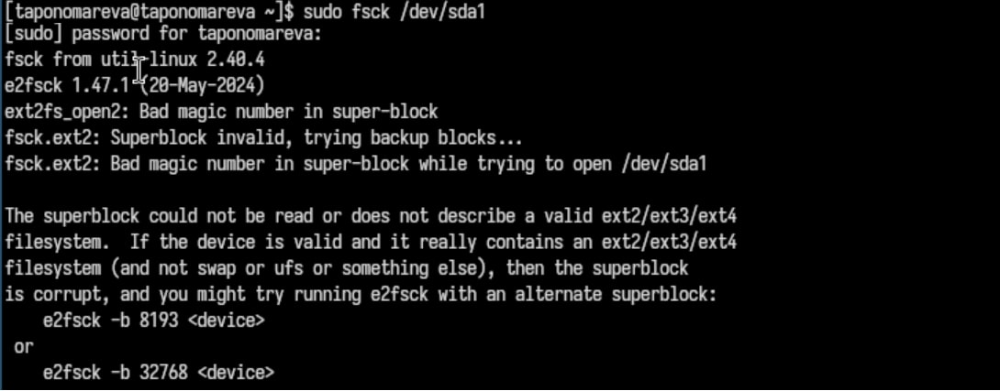 [taponomareva@taponomareva ~]$ sudo fsck /dev/sda1
[sudo] password for taponomareva:
fsck from util-linux 2.40.4
e2fsck 1.47.1 (20-May-2024)
ext2fs_open2: Bad magic number in super-block
fsck.ext2: Superblock invalid, trying backup blocks...
fsck.ext2: Bad magic number in super-block while trying to open /dev/sda1

The superblock could not be read or does not describe a valid ext2/ext3/ext4
filesystem.  If the device is valid and it really contains an ext2/ext3/ext4
filesystem (and not swap or ufs or something else), then the superblock
is corrupt, and you might try running e2fsck with an alternate superblock:
    e2fsck -b 8193 <device>
 or
    e2fsck -b 32768 <device>